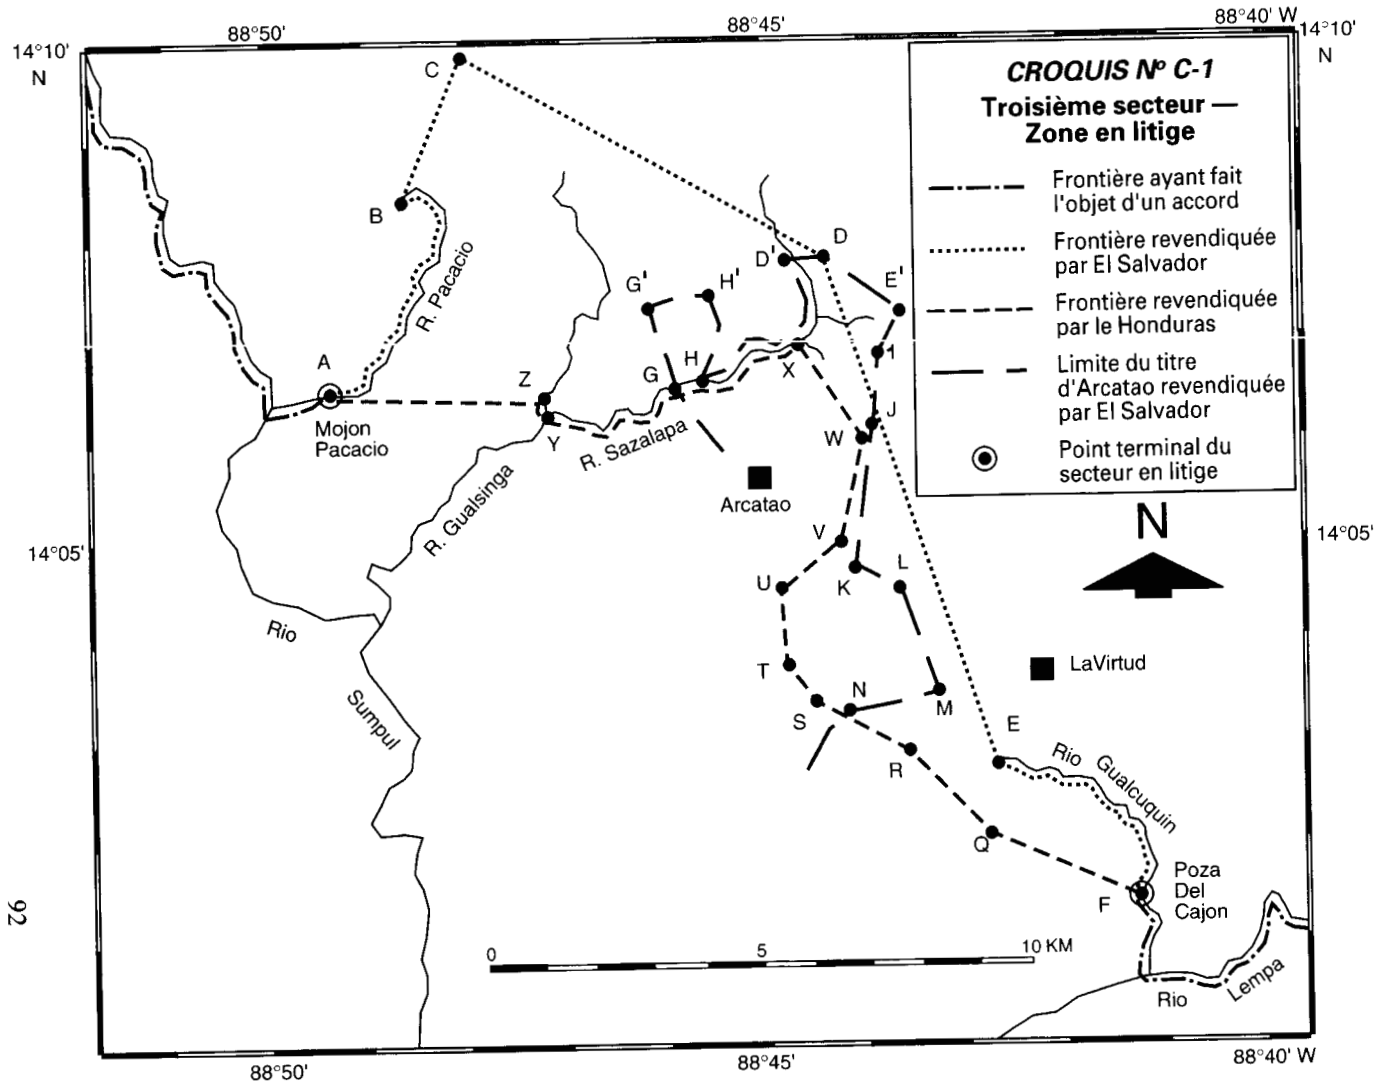 88°50'
88°45'
88°40' W
14°10'
N
14°10'
N
CROQUIS Nº C-1
Troisième secteur —
Zone en litige
Frontière ayant fait
l'objet d'un accord
Frontière revendiquée
par El Salvador
Frontière revendiquée
par le Honduras
Limite du titre
d'Arcatao revendiquée
par El Salvador
Point terminal du
secteur en litige
C
B
R. Pacacio
D'
D
E'
G'
H'
1
A
Z
G
H
X
J
W
Mojon
Pacacio
Y
R. Sazalapa
R. Gualsinga
Arcatao
N
14°05'
14°05'
V
K
L
U
Rio
T
LaVirtud
Sumpul
S
N
M
E
R
Rio Gualcuquin
Q
F
Poza
Del
Cajon
92
0
5
10 KM
Rio
Lempa
88°50'
88°45'
88°40' W